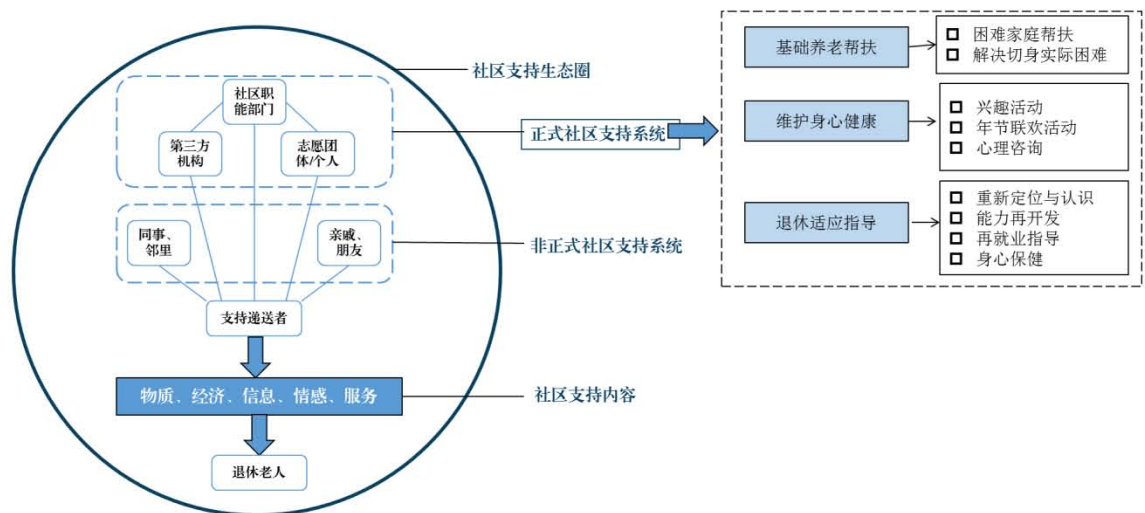 社区支持生态圈
社区职
能部门
第三方
机构
志愿团
体/个人
正式社区支持系统
同事、
邻里
亲戚、
朋友
非正式社区支持系统
支持递送者
物质、经济、信息、情感、服务
社区支持内容
退休老人
基础养老帮扶
困难家庭帮扶
解决切身实际困难
维护身心健康
兴趣活动
年节联欢活动
心理咨询
退休适应指导
重新定位与认识
能力再开发
再就业指导
身心保健